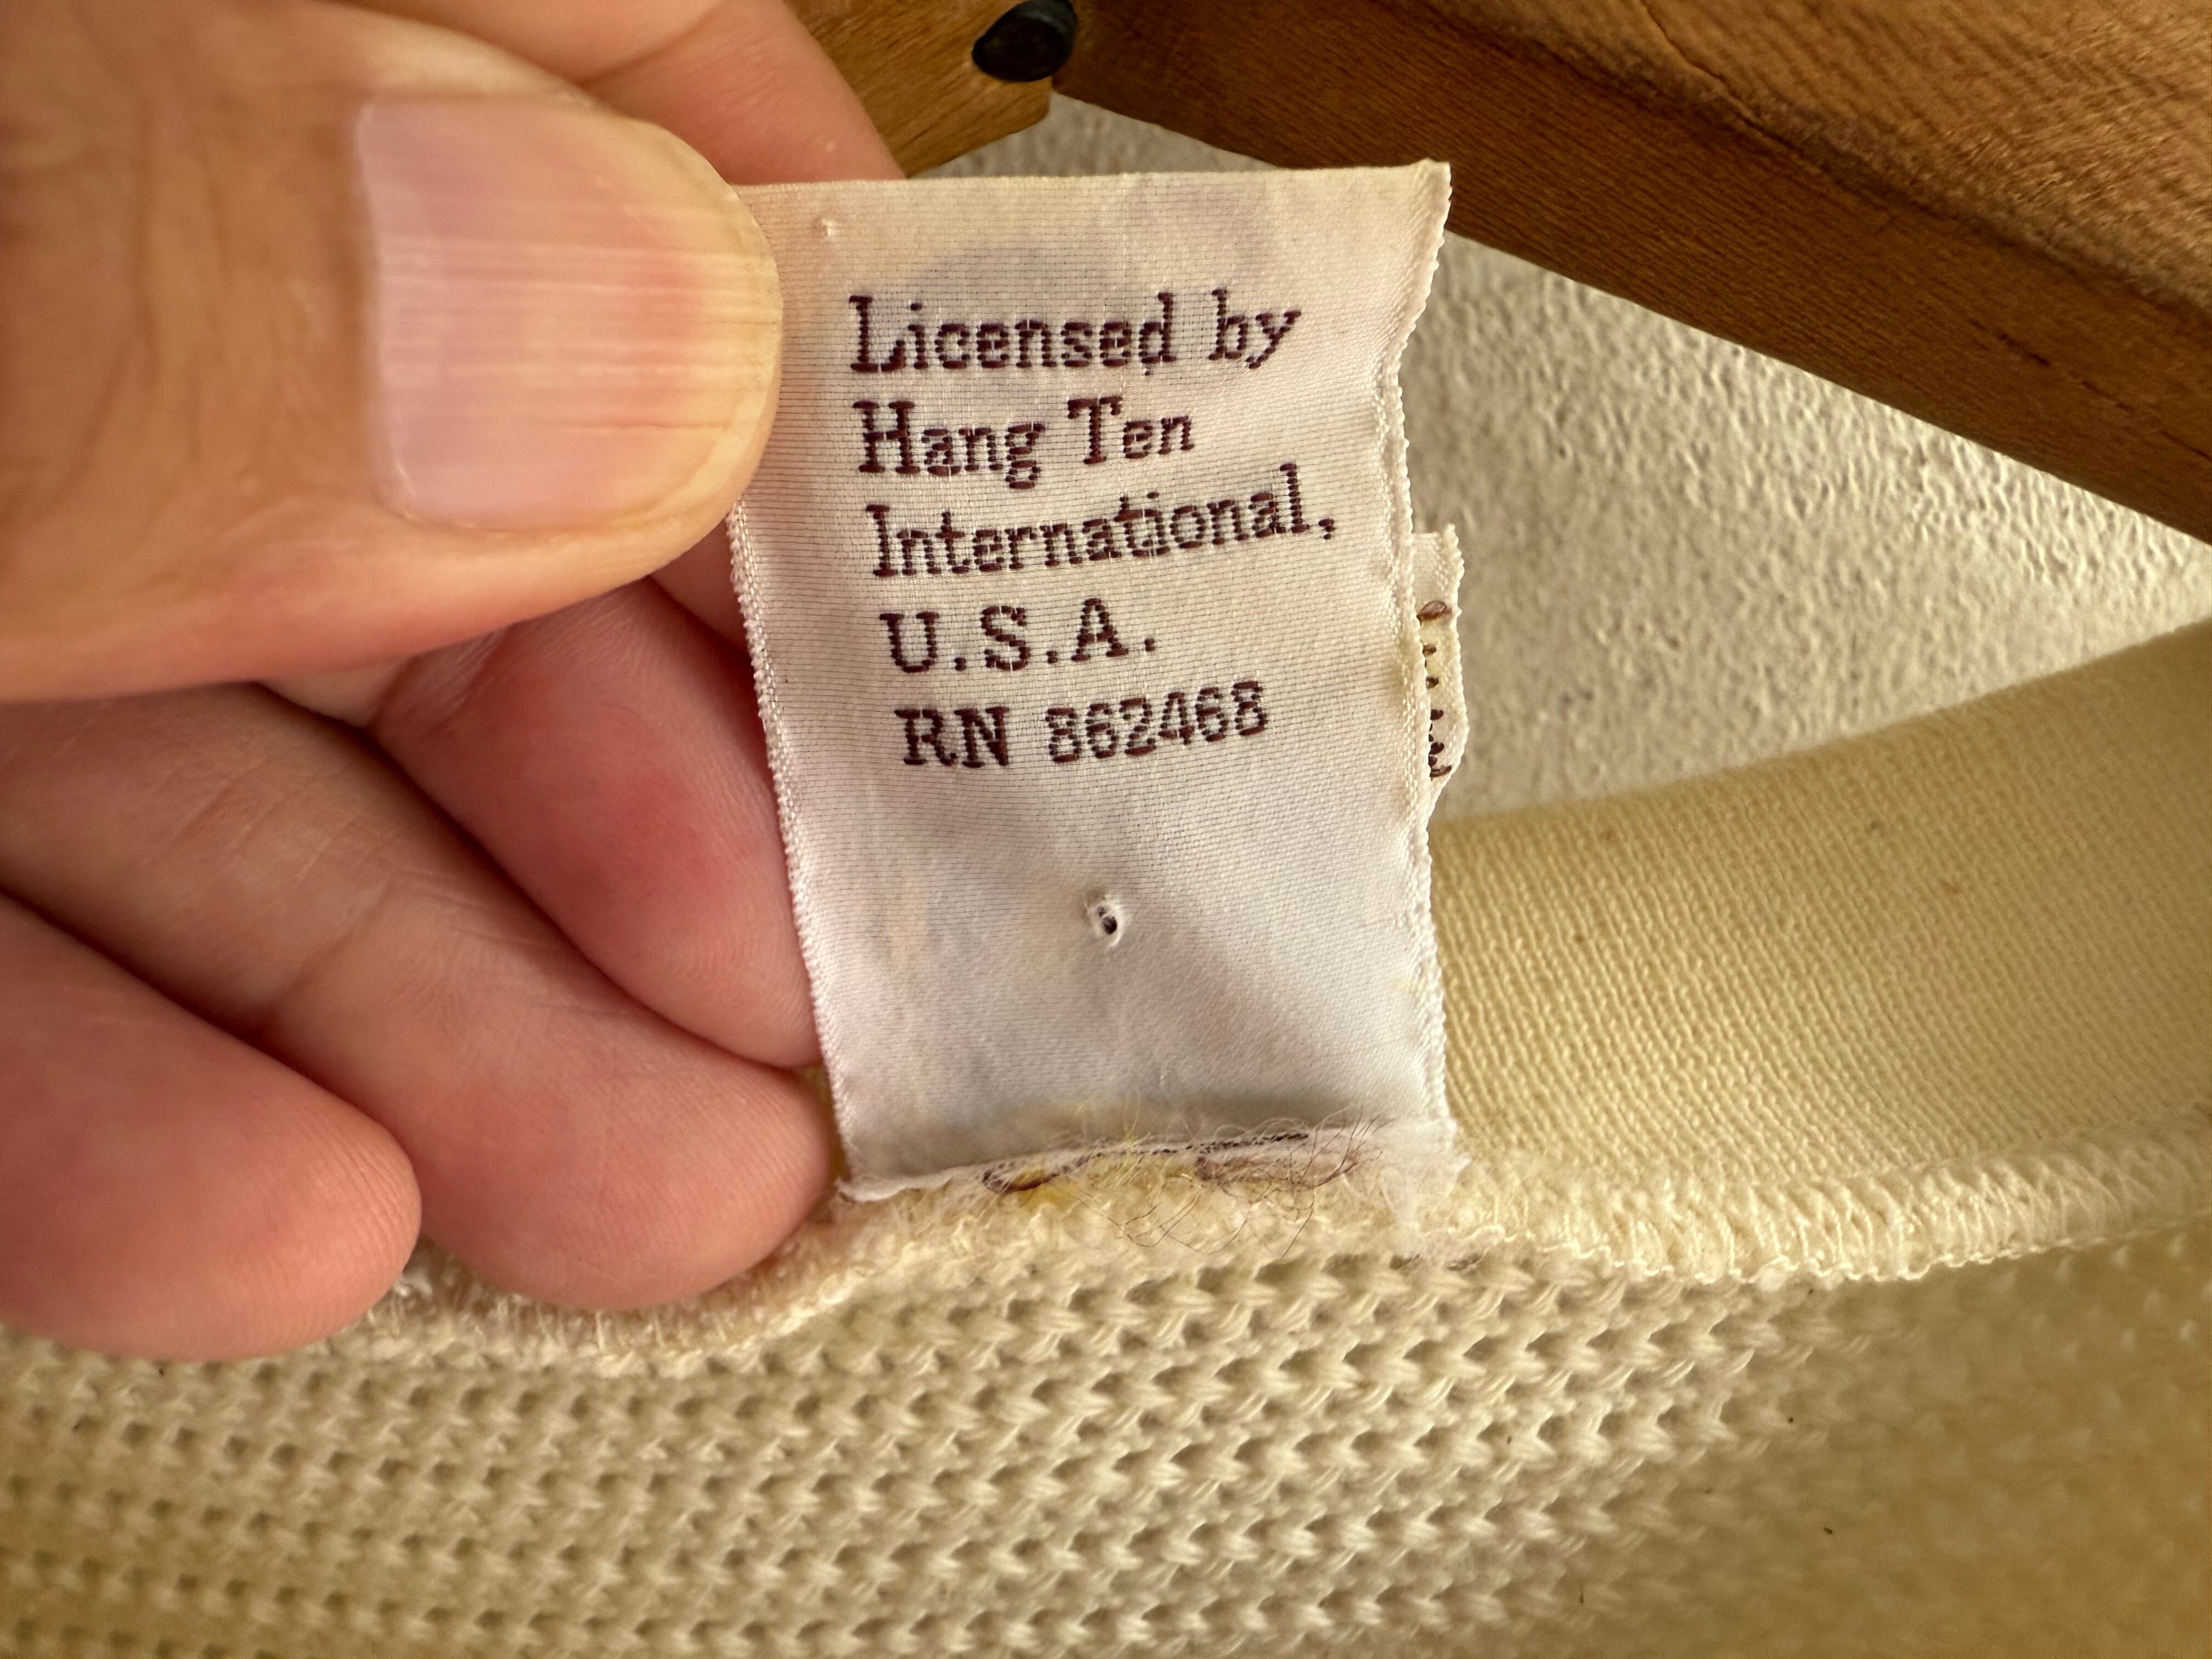 Licensed by
Hang Ten
International,
U.S.A.
RN 862468